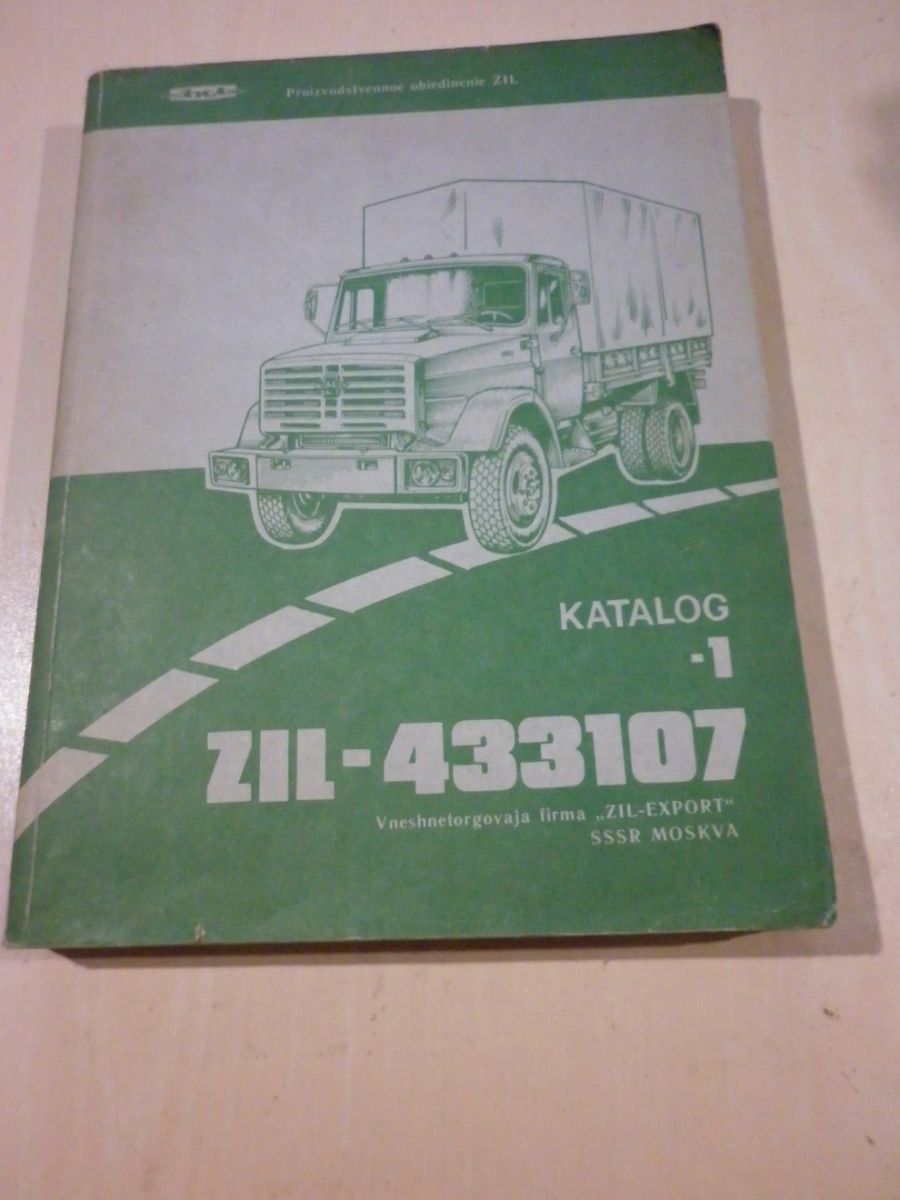 Proizvodstvennoe obiedinenie ZIL
KATALOG
-1
ZIL-433107
Vneshnetorgovaja firma „ZIL-EXPORT“
SSSR MOSKVA